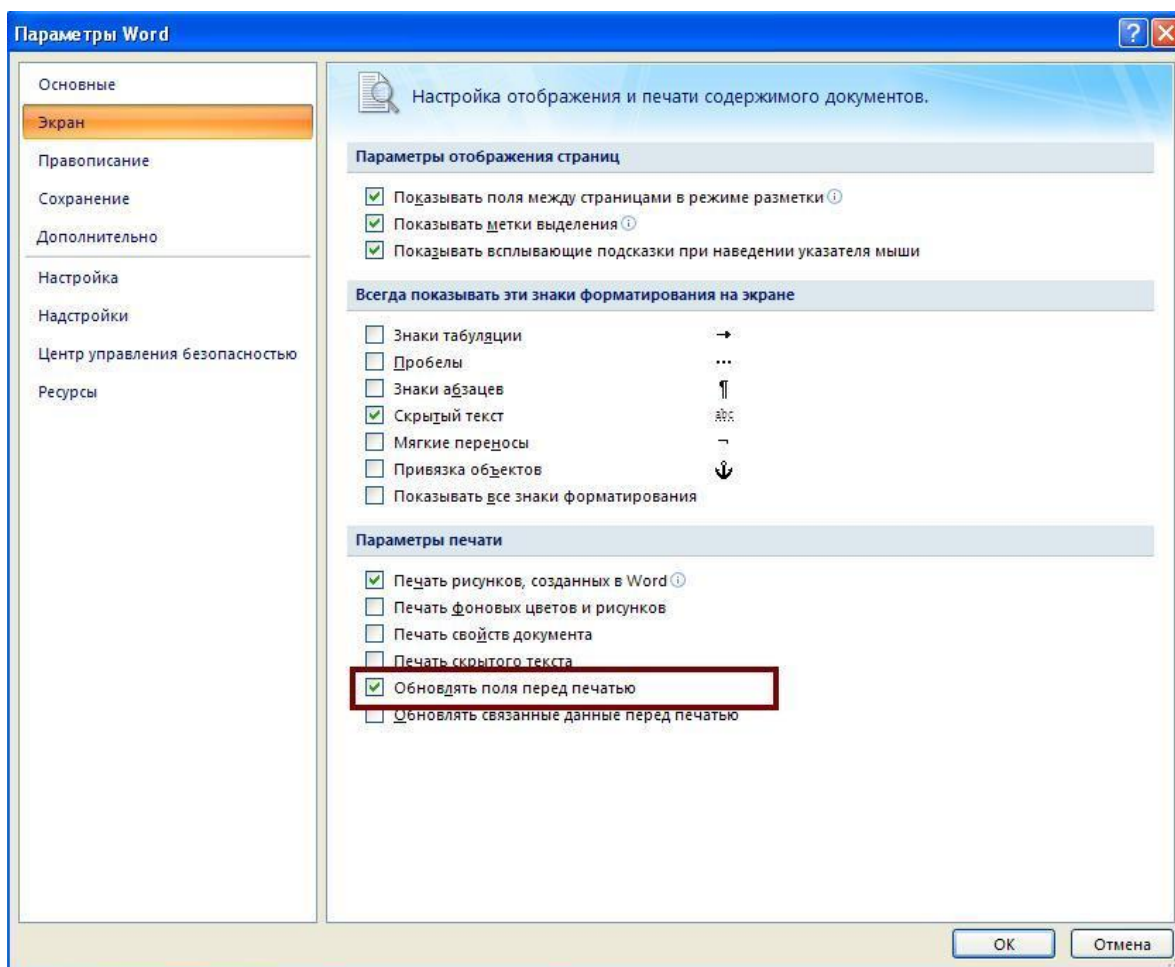 Параметры Word
Основные
Экран
Правописание
Сохранение
Дополнительно
Настройка
Надстройки
Центр управления безопасностью
Ресурсы
Настройка отображения и печати содержимого документов.
Параметры отображения страниц
Показывать поля между страницами в режиме разметки
Показывать метки выделения
Показывать всплывающие подсказки при наведении указателя мыши
Всегда показывать эти знаки форматирования на экране
Знаки табуляции →
Пробелы ...
Знаки абзацев ¶
Скрытый текст abc
Мягкие переносы ¬
Привязка объектов
Показывать все знаки форматирования
Параметры печати
Печать рисунков, созданных в Word
Печать фоновых цветов и рисунков
Печать свойств документа
Печать скрытого текста
Обновлять поля перед печатью
Обновлять связанные данные перед печатью
ОК
Отмена